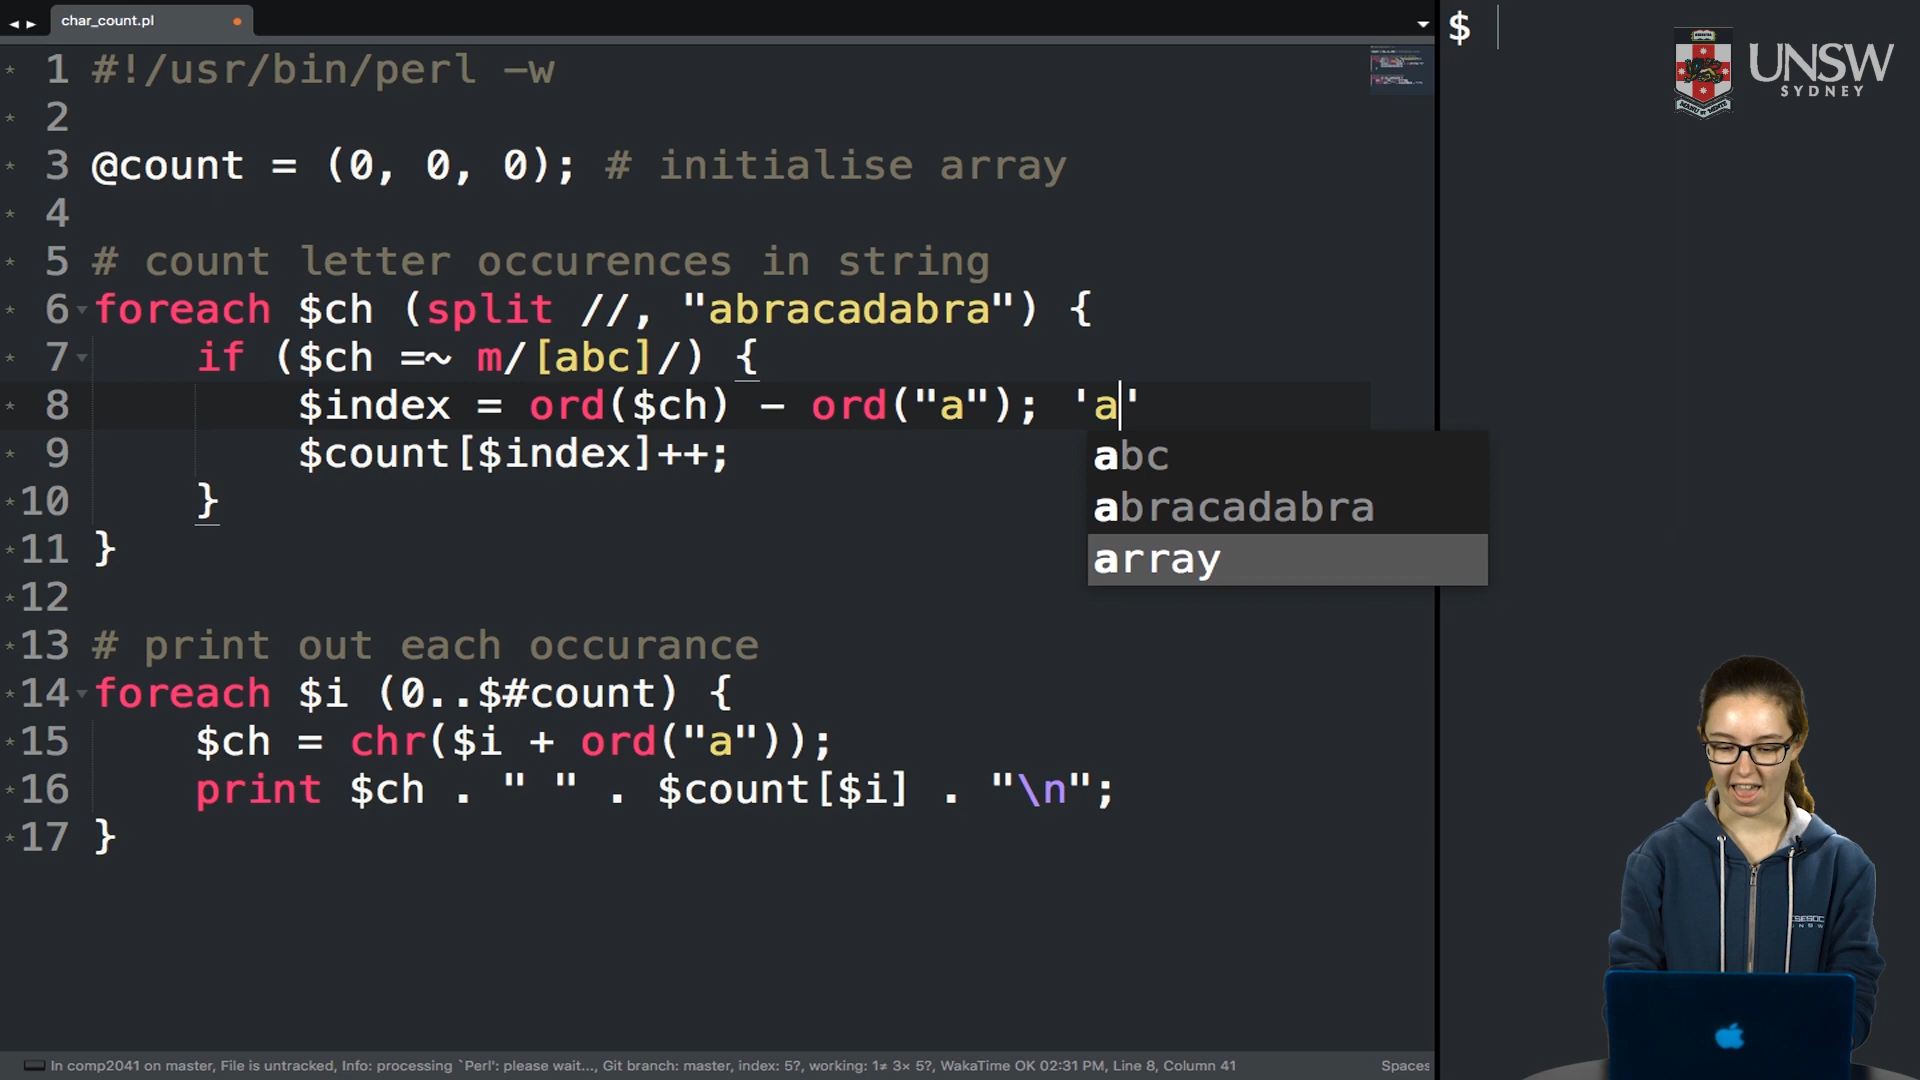 char_count.pl
1 #!/usr/bin/perl -w
2
3 @count = (0, 0, 0); # initialise array
4
5 # count letter occurences in string
6 foreach $ch (split //, "abracadabra") {
7 if ($ch =~ m/[abc]/) {
8 $index = ord($ch) - ord("a"); 'a'
9 $count[$index]++;
10 }
11 }
12
13 # print out each occurance
14 foreach $i (0..$#count) {
15 $ch = chr($i + ord("a"));
16 print $ch . " " . $count[$i] . "\n";
17 }
abc
abracadabra
array
$
UNSW
SYDNEY
CSESOC
UNSW
In comp2041 on master, File is untracked, Info: processing `Perl': please wait..., Git branch: master, index: 5?, working: 1≠ 3× 5?, WakaTime OK 02:31 PM, Line 8, Column 41
Spaces